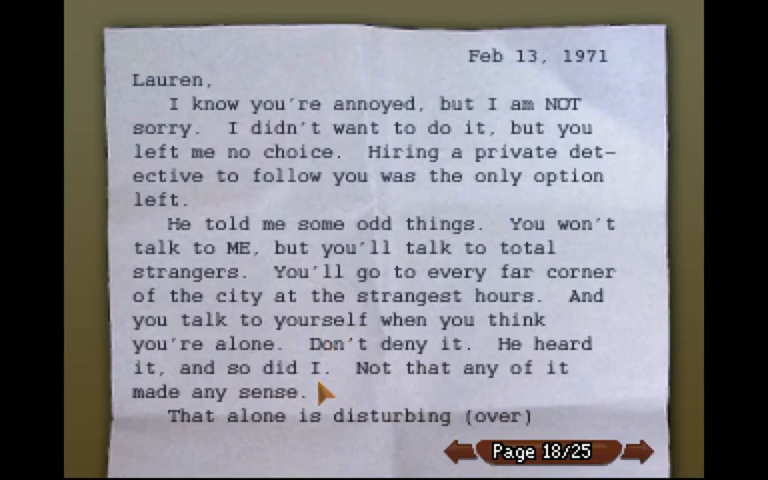 Feb 13, 1971
Lauren,
I know you're annoyed, but I am NOT
sorry. I didn't want to do it, but you
left me no choice. Hiring a private det-
ective to follow you was the only option
left.
He told me some odd things. You won't
talk to ME, but you'll talk to total
strangers. You'll go to every far corner
of the city at the strangest hours. And
you talk to yourself when you think
you're alone. Don't deny it. He heard
it, and so did I. Not that any of it
made any sense.
That alone is disturbing (over)
Page 18/25